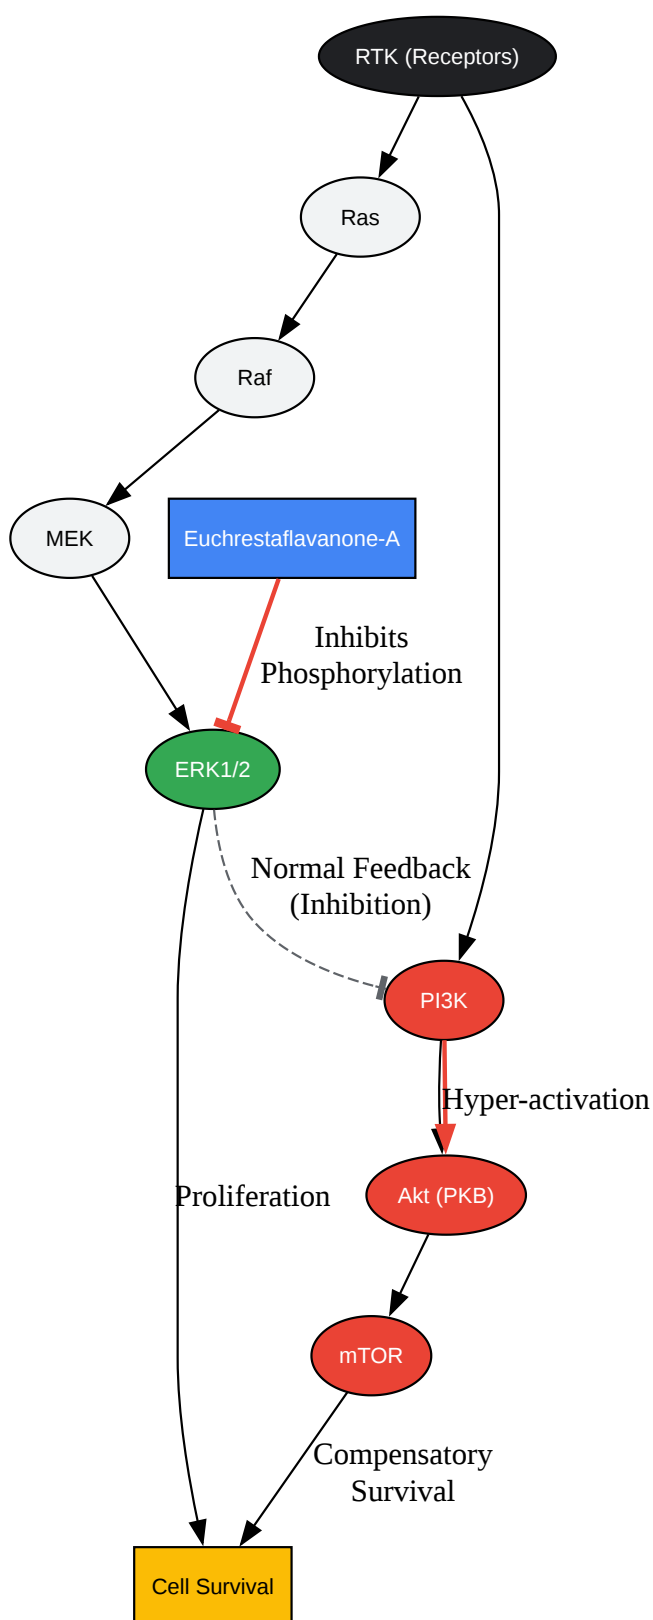 RTK (Receptors)
Ras
Raf
MEK
Euchrestaflavanone-A
Inhibits
Phosphorylation
ERK1/2
Normal Feedback
(Inhibition)
PI3K
Hyper-activation
Akt (PKB)
Proliferation
mTOR
Compensatory
Survival
Cell Survival